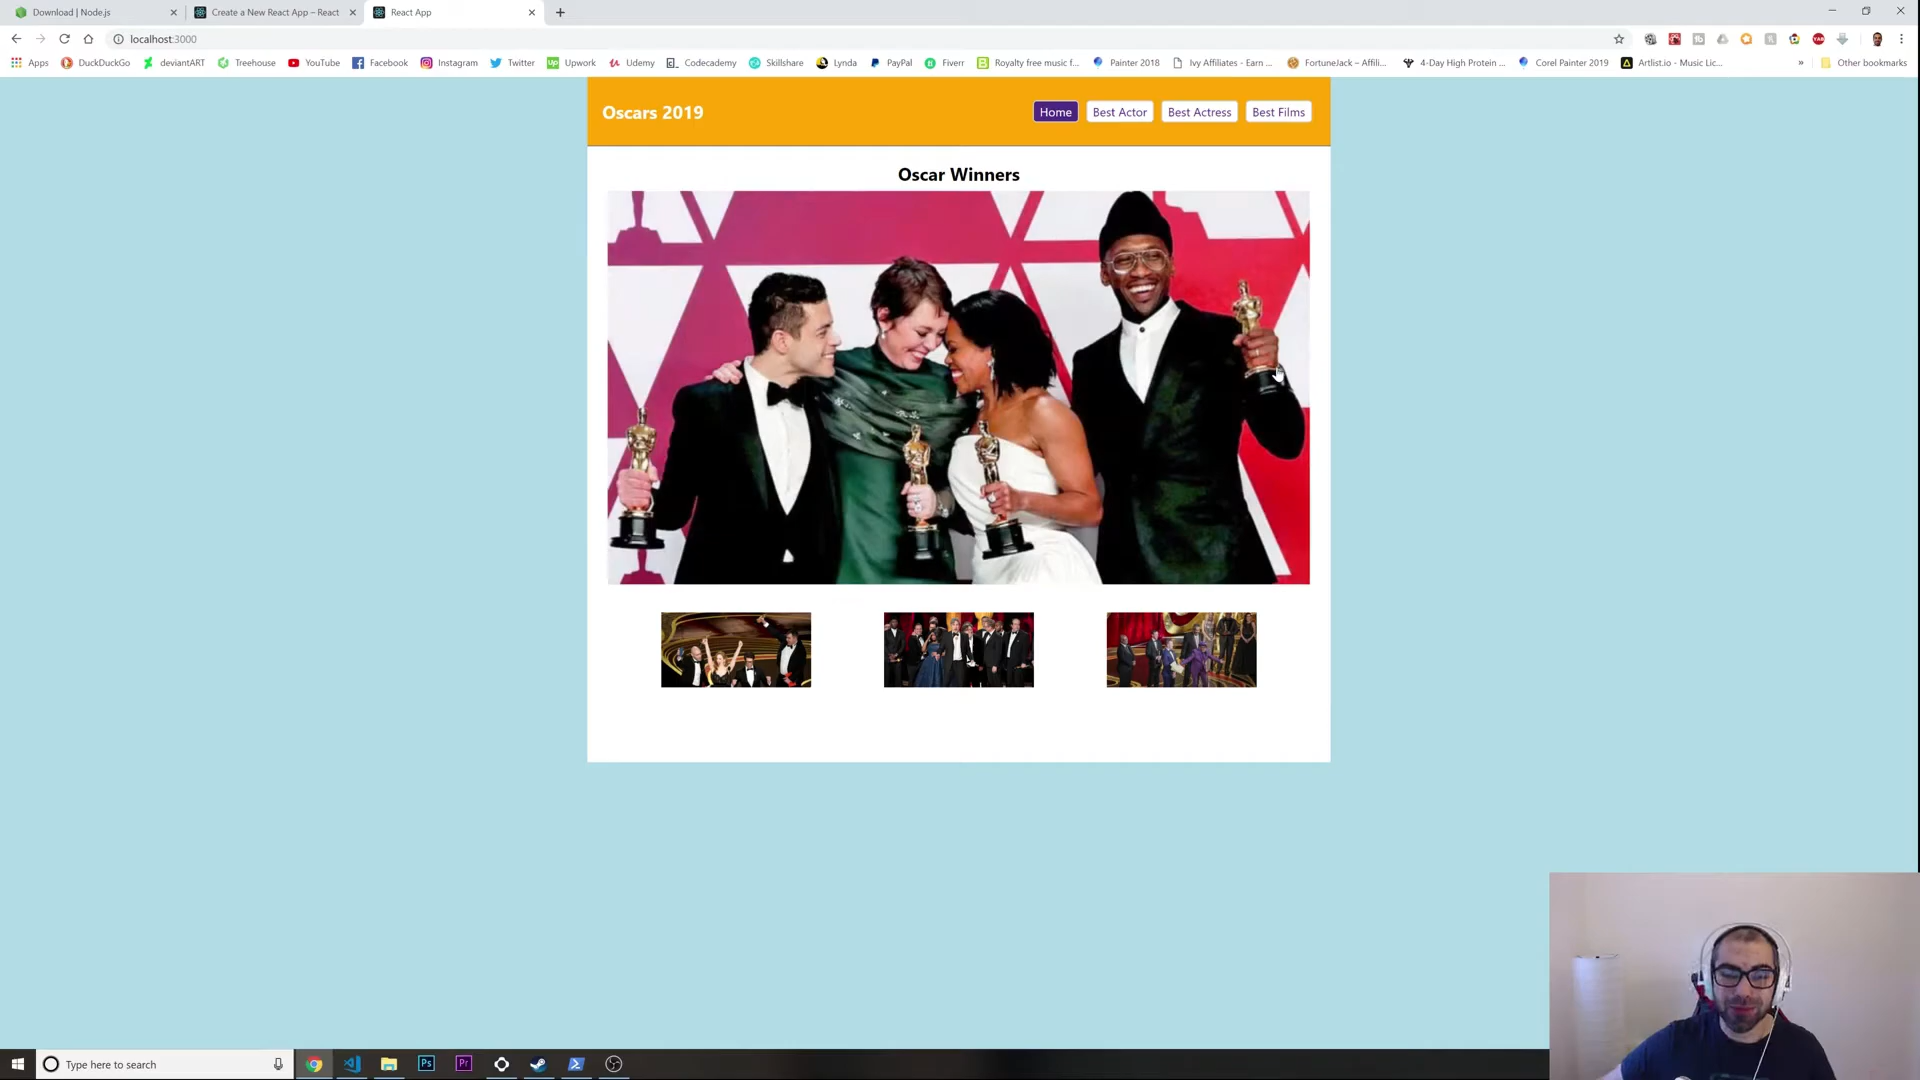 Download | Node.js
Create a New React App – React
React App
localhost:3000
Apps DuckDuckGo deviantART Treehouse YouTube Facebook Instagram Twitter Upwork Udemy Codecademy Skillshare Lynda PayPal Fiverr Royalty free music f... Painter 2018 Ivy Affiliates - Earn ... FortuneJack – Affili... 4-Day High Protein ... Corel Painter 2019 Artlist.io - Music Lic... » Other bookmarks
Oscars 2019
Home Best Actor Best Actress Best Films
Oscar Winners
Type here to search